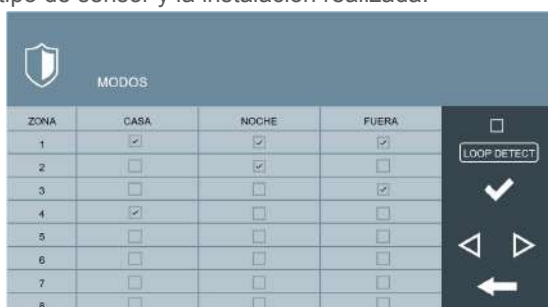 tipo de sensor y la instalación realizada.
MODOS
ZONA CASA NOCHE FUERA
1
LOOP DETECT
2
3
4
5
6
7
8